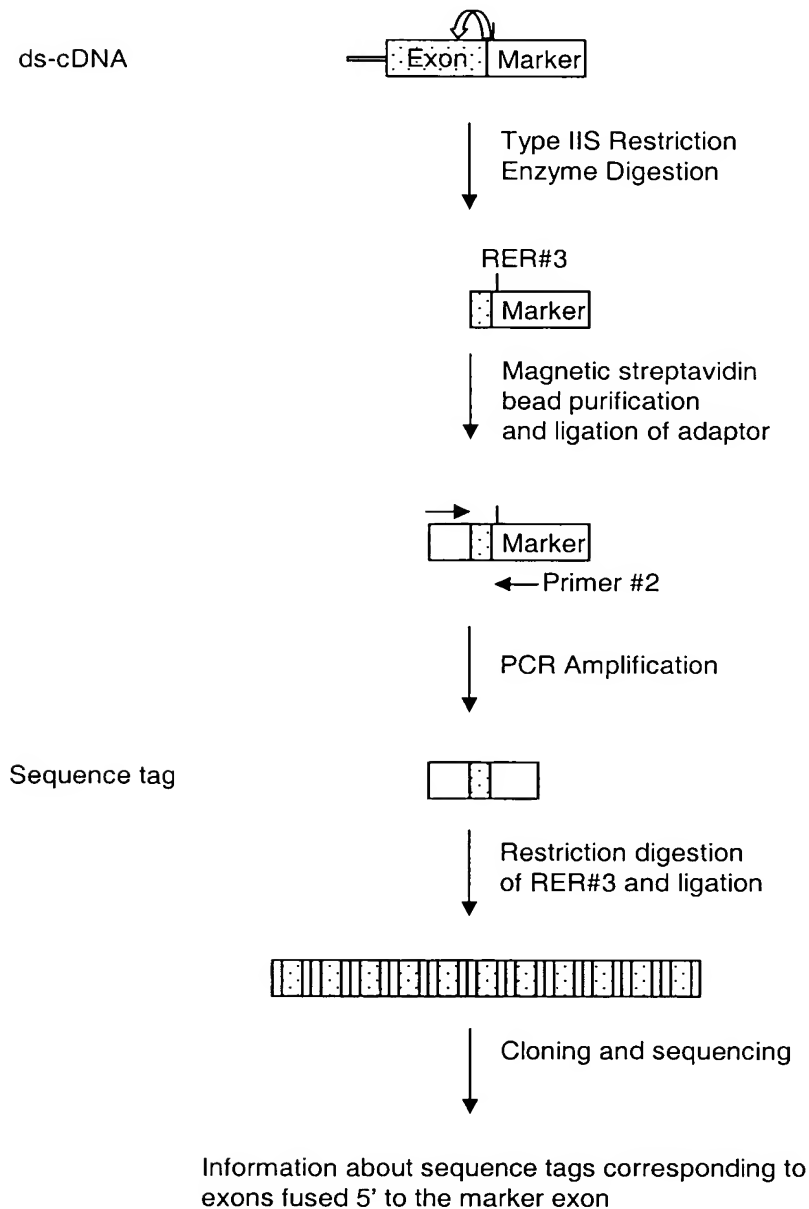 ds-cDNA
Exon
Marker
Type IIS Restriction
Enzyme Digestion
RER#3
Marker
Magnetic streptavidin
bead purification
and ligation of adaptor
Marker
Primer #2
PCR Amplification
Sequence tag
Restriction digestion
of RER#3 and ligation
Cloning and sequencing
Information about sequence tags corresponding to
exons fused 5' to the marker exon